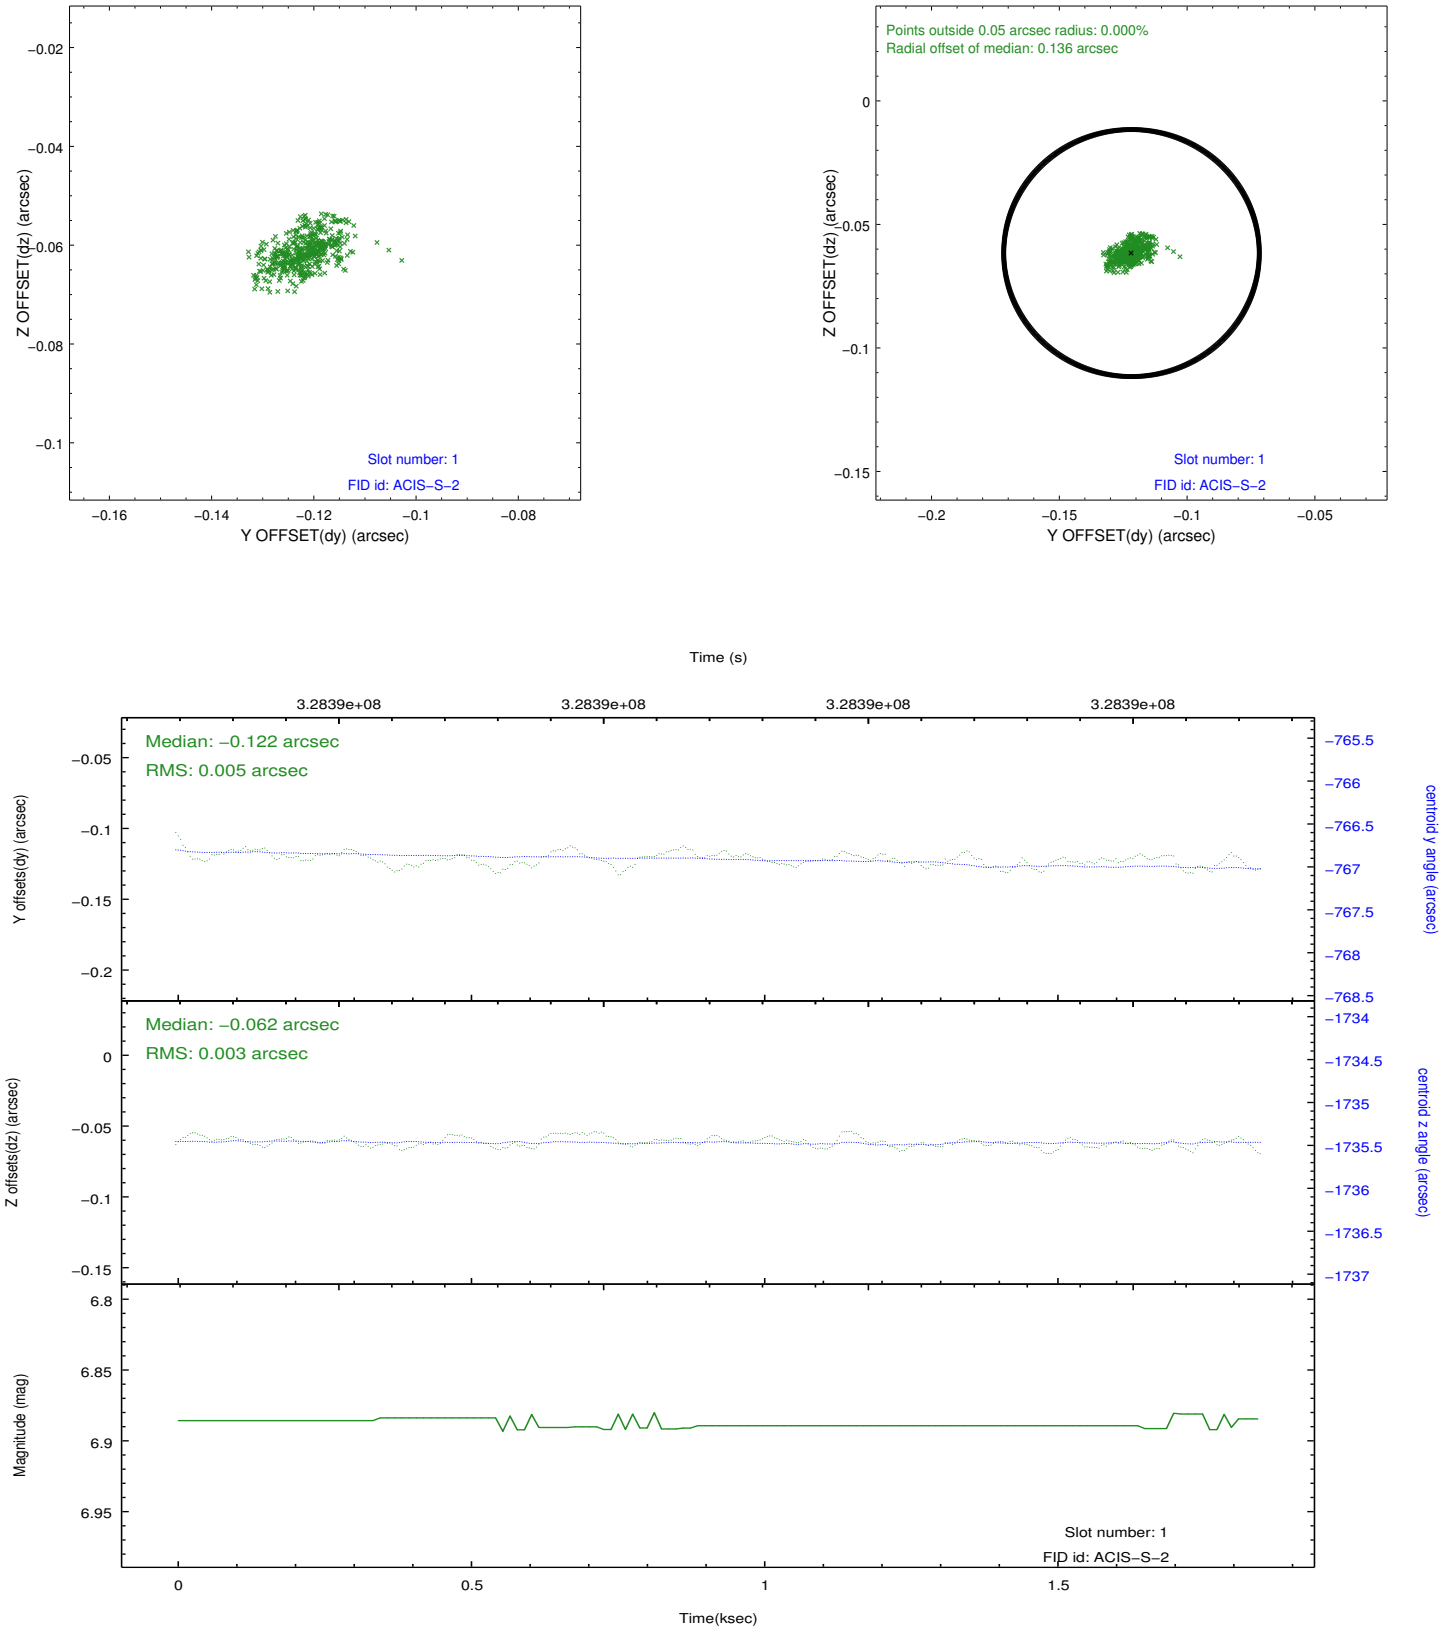 −0.02
−0.04
−0.06
−0.08
−0.1
Z OFFSET(dz) (arcsec)
Slot number: 1
FID id: ACIS−S−2
−0.16
−0.14
−0.12
−0.1
−0.08
Y OFFSET(dy) (arcsec)
Points outside 0.05 arcsec radius: 0.000%
Radial offset of median: 0.136 arcsec
0
−0.05
−0.1
−0.15
Z OFFSET(dz) (arcsec)
Slot number: 1
FID id: ACIS−S−2
−0.2
−0.15
−0.1
−0.05
Y OFFSET(dy) (arcsec)
Time (s)
3.2839e+08
3.2839e+08
3.2839e+08
3.2839e+08
Median: −0.122 arcsec
RMS: 0.005 arcsec
−0.05
−0.1
−0.15
−0.2
Y offsets(dy) (arcsec)
−765.5
−766
−766.5
−767
−767.5
−768
−768.5
centroid y angle (arcsec)
Median: −0.062 arcsec
RMS: 0.003 arcsec
0
−0.05
−0.1
−0.15
Z offsets(dz) (arcsec)
−1734
−1734.5
−1735
−1735.5
−1736
−1736.5
−1737
centroid z angle (arcsec)
6.8
6.85
6.9
6.95
Magnitude (mag)
Slot number: 1
FID id: ACIS−S−2
0
0.5
1
1.5
Time(ksec)